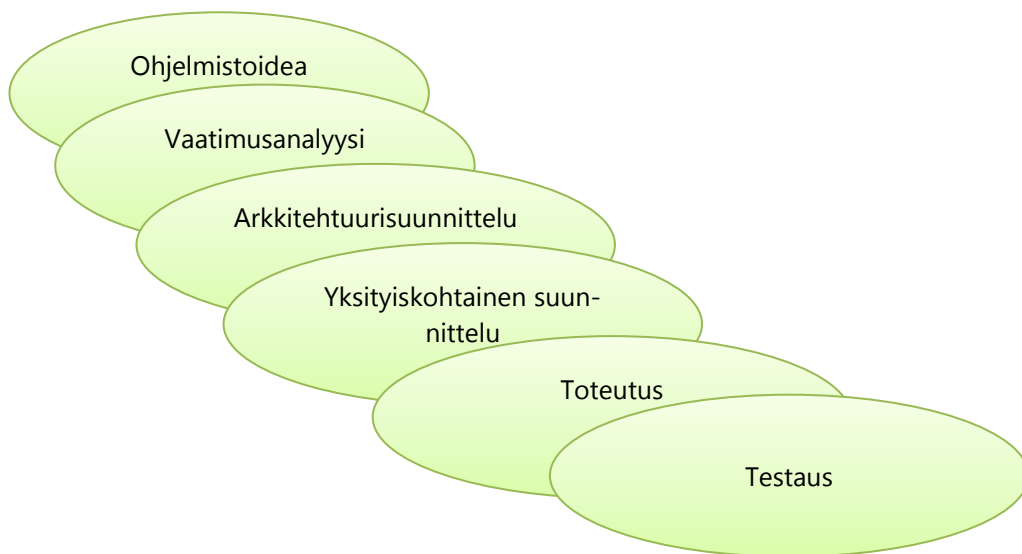 Ohjelmistoidea
Vaatimusanalyysi
Arkkitehtuurisuunnittelu
Yksityiskohtainen suun-
nittelu
Toteutus
Testaus